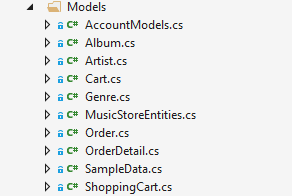 Models
C# AccountModels.cs
C# Album.cs
C# Artist.cs
C# Cart.cs
C# Genre.cs
C# MusicStoreEntities.cs
C# Order.cs
C# OrderDetail.cs
C# SampleData.cs
C# ShoppingCart.cs